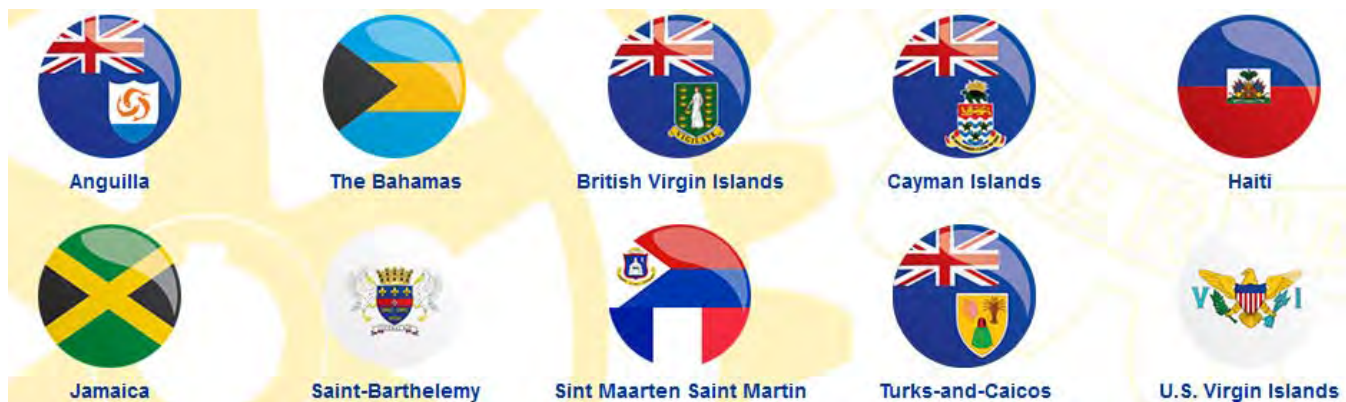 Anguilla
The Bahamas
VIGILATE
British Virgin Islands
Cayman Islands
Haiti
Jamaica
Saint-Barthelemy
Sint Maarten Saint Martin
Turks-and-Caicos
V I
U.S. Virgin Islands